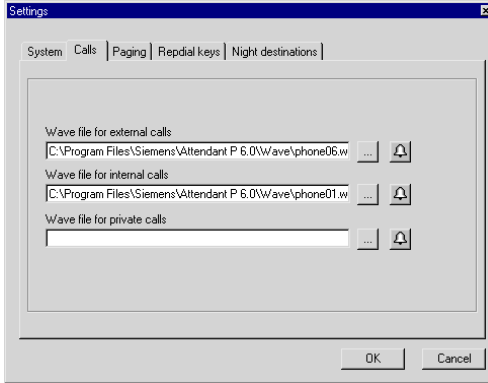 Settings
System Calls Paging Repdial keys Night destinations
Wave file for external calls
C:\Program Files\Siemens\Attendant P 6.0\Wave\phone06.w
...
Wave file for internal calls
C:\Program Files\Siemens\Attendant P 6.0\Wave\phone01.w
...
Wave file for private calls
...
OK Cancel